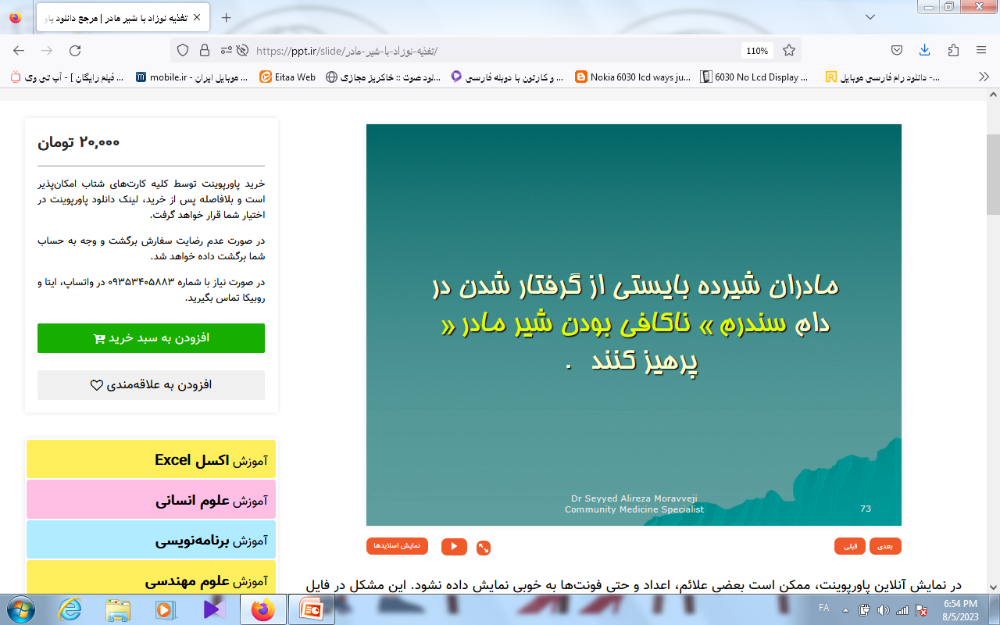 تغذیه نوزاد با شیر مادر | مرجع دانلود پاو
https://ppt.ir/slide/تغذیه-نوزاد-با-شیر-مادر/
110%
فیلم رایگان ] - آپ تی وی...
موبایل ایران - mobile.ir...
Eitaa Web
...لود صوت :: خاکریز مجازی
و کارتون با دوبله فارسی...
Nokia 6030 lcd ways ju...
6030 No Lcd Display ...
- دانلود رام فارسی موبایل...
۲۰,۰۰۰ تومان
خرید پاورپوینت توسط کلیه کارت‌های شتاب امکان‌پذیر
است و بلافاصله پس از خرید، لینک دانلود پاورپوینت در
اختیار شما قرار خواهد گرفت.
در صورت عدم رضایت سفارش برگشت و وجه به حساب
شما برگشت داده خواهد شد.
در صورت نیاز با شماره ۰۹۳۵۳۴۰۵۸۸۳ در واتساپ، ایتا و
روبیکا تماس بگیرید.
افزودن به سبد خرید
افزودن به علاقه‌مندی
آموزش اکسل Excel
آموزش علوم انسانی
آموزش برنامه‌نویسی
آموزش علوم مهندسی
مادران شیرده بایستی از گرفتار شدن در
دام سندرم » ناکافی بودن شیر مادر «
پرهیز کنند .
Dr Seyyed Alireza Moravveji
Community Medicine Specialist
73
نمایش اسلایدها
قبلی
بعدی
در نمایش آنلاین پاورپوینت، ممکن است بعضی علائم، اعداد و حتی فونت‌ها به خوبی نمایش داده نشود. این مشکل در فایل
FA
6:54 PM
8/5/2023